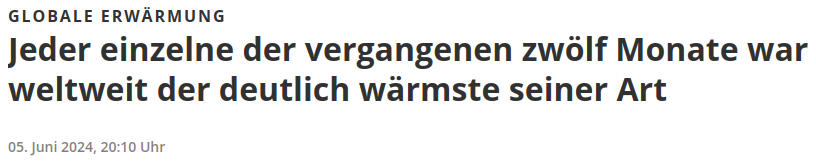 GLOBALE ERWÄRMUNG
Jeder einzelne der vergangenen zwölf Monate war
weltweit der deutlich wärmste seiner Art
05. Juni 2024, 20:10 Uhr